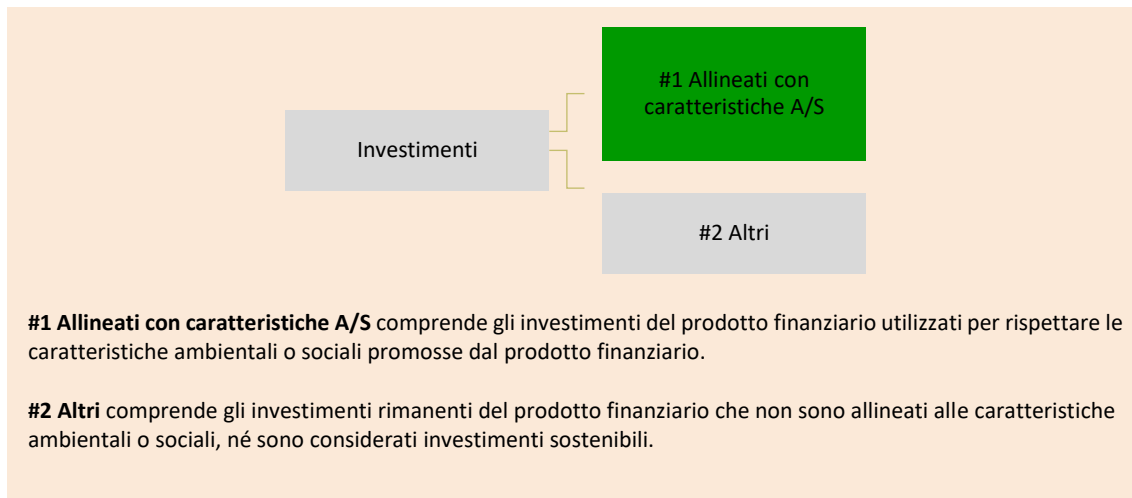 #1 Allineati con
caratteristiche A/S
Investimenti
#2 Altri
#1 Allineati con caratteristiche A/S comprende gli investimenti del prodotto finanziario utilizzati per rispettare le
caratteristiche ambientali o sociali promosse dal prodotto finanziario.
#2 Altri comprende gli investimenti rimanenti del prodotto finanziario che non sono allineati alle caratteristiche
ambientali o sociali, né sono considerati investimenti sostenibili.